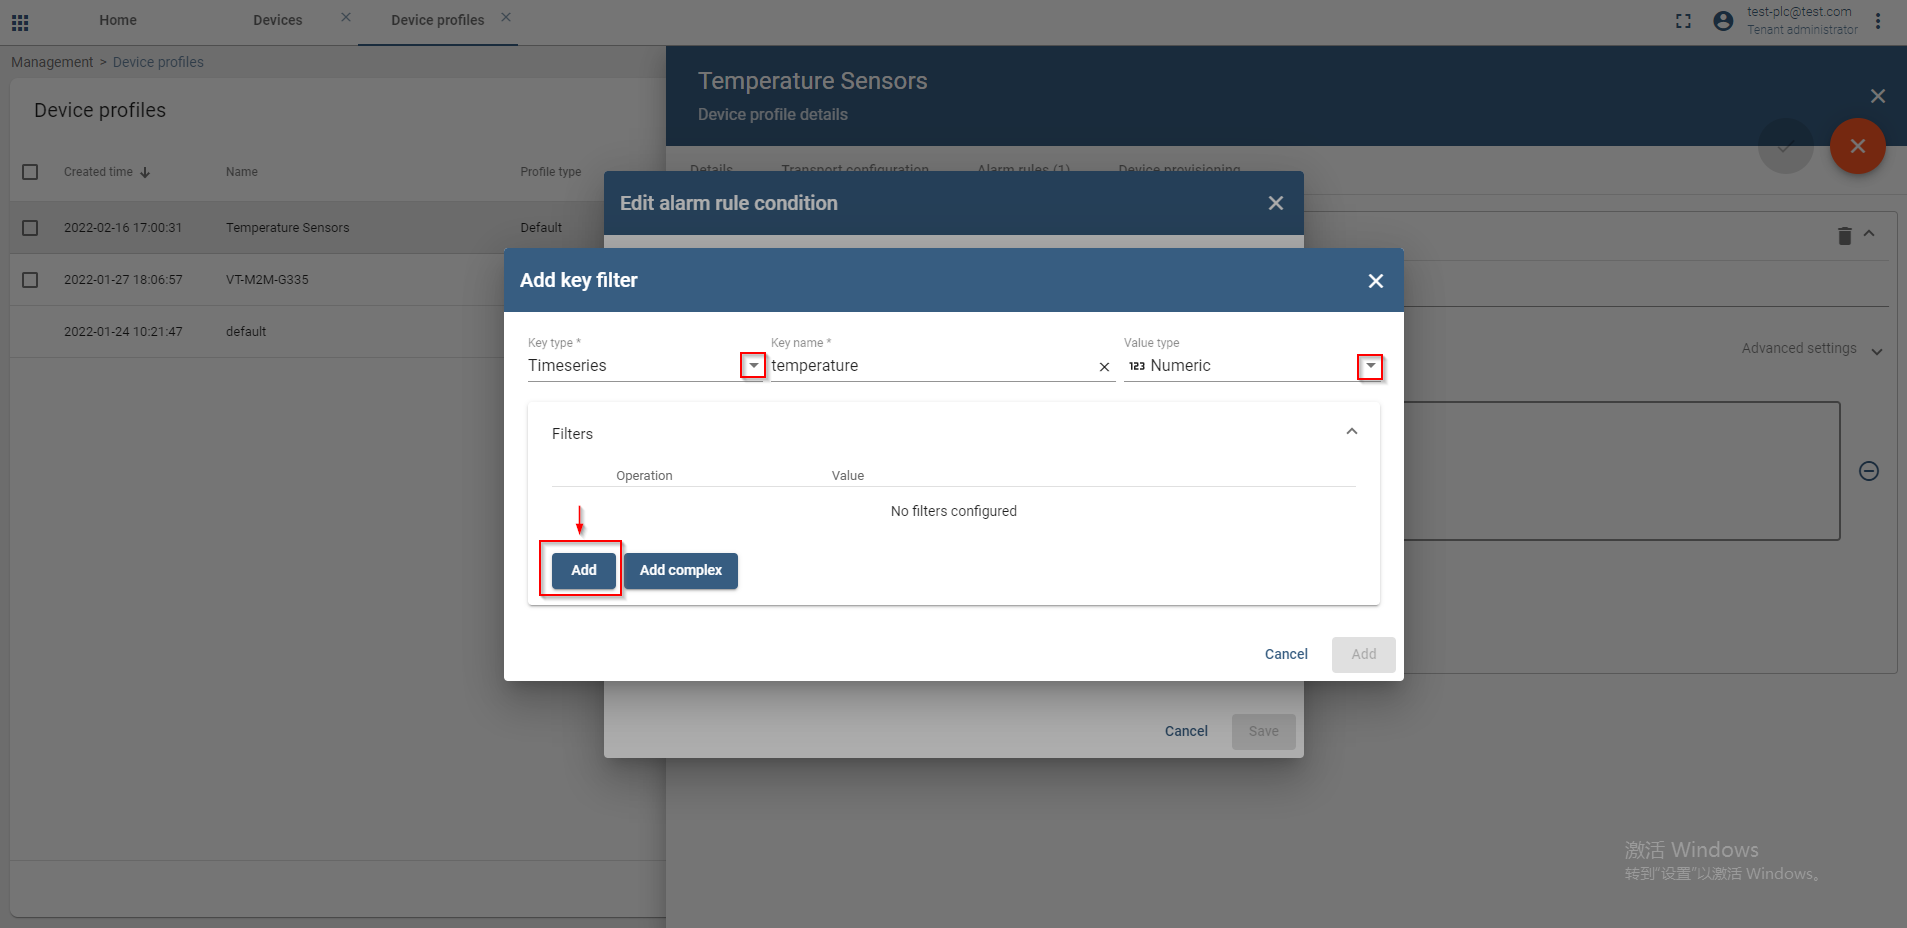 Home
Devices
Device profiles
test-plc@test.com
Tenant administrator
Management > Device profiles
Device profiles
Created time
Name
Profile type
2022-02-16 17:00:31
Temperature Sensors
Default
2022-01-27 18:06:57
VT-M2M-G335
2022-01-24 10:21:47
default
Temperature Sensors
Device profile details
Details
Transport configuration
Alarm rules (1)
Device provisioning
Advanced settings
Edit alarm rule condition
Add key filter
Key type *
Timeseries
Key name *
temperature
Value type
123 Numeric
Filters
Operation
Value
No filters configured
Add
Add complex
Cancel
Add
Cancel
Save
激活 Windows
转到“设置”以激活 Windows。